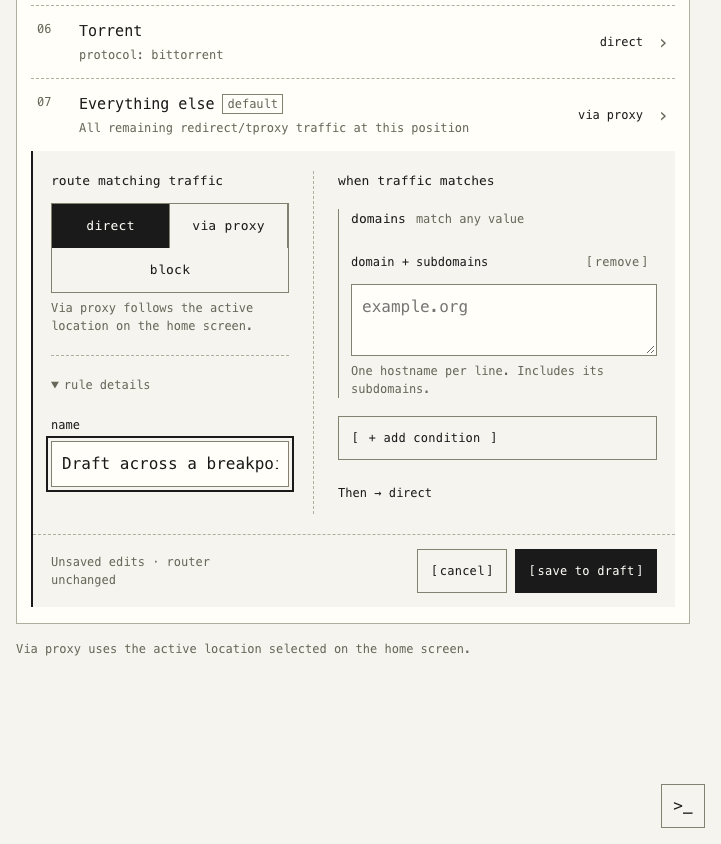 06 Torrent direct ›
protocol: bittorrent
07 Everything else default via proxy ›
All remaining redirect/tproxy traffic at this position
route matching traffic
direct via proxy
block
Via proxy follows the active
location on the home screen.
▼ rule details
name
Draft across a breakpo
when traffic matches
domains match any value
domain + subdomains [remove]
example.org
One hostname per line. Includes its
subdomains.
[ + add condition ]
Then → direct
Unsaved edits · router
unchanged
[cancel] [save to draft]
Via proxy uses the active location selected on the home screen.
>_